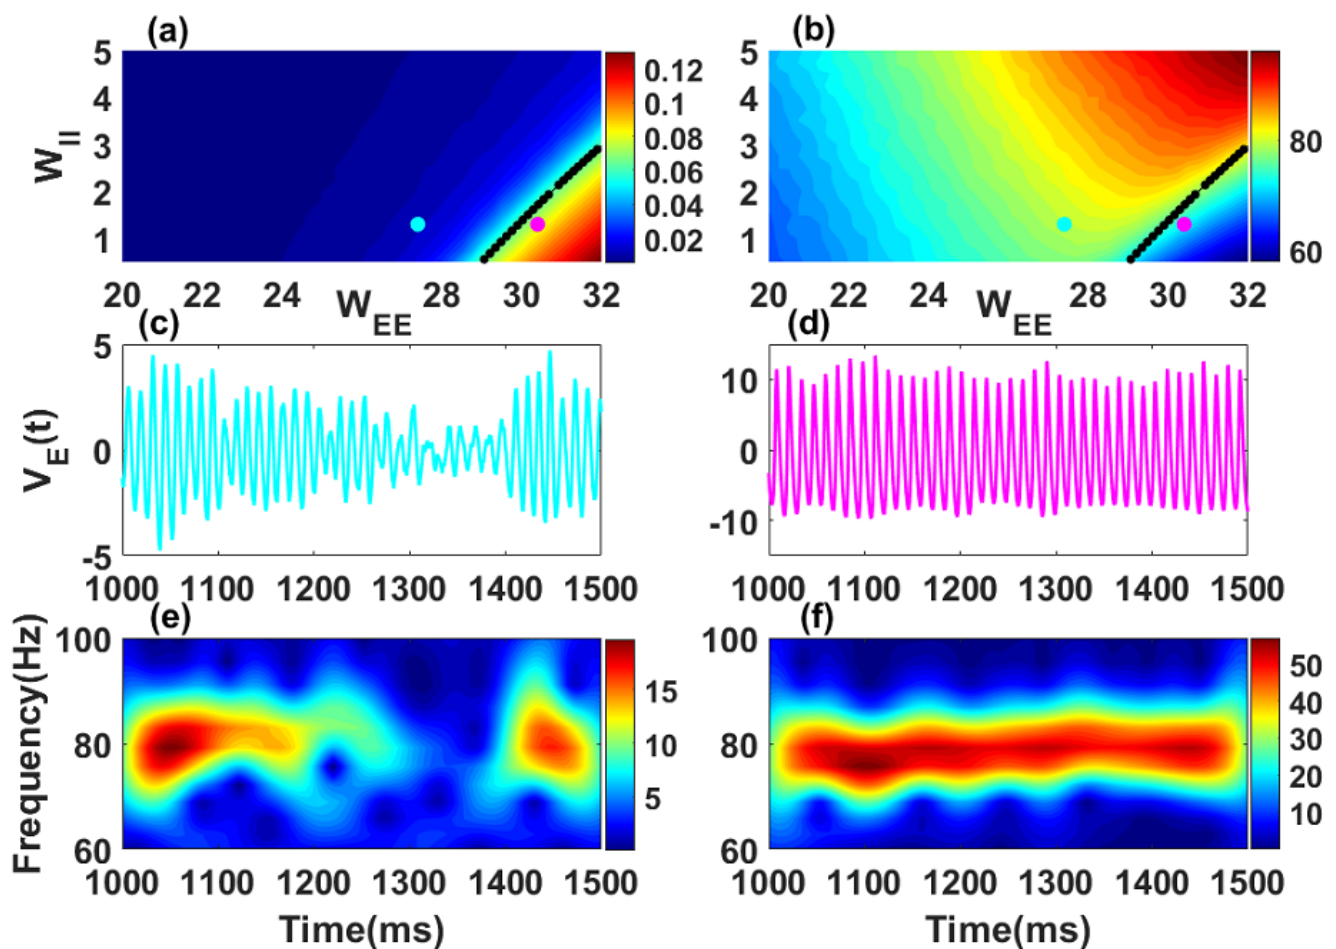 (a) (b)
5 0.12 5
4 0.1 4
0.08 80
W_II 3 0.06 3
2 0.04 2
1 0.02 1 60
20 22 24 28 30 32 20 22 24 28 30 32
W_EE W_EE
(c) (d)
5 10
V_E(t) 0 0
-5 -10
1000 1100 1200 1300 1400 1500 1000 1100 1200 1300 1400 1500
(e) (f)
100 100
15 50
40
Frequency(Hz) 80 10 80 30
5 20
10
60 60
1000 1100 1200 1300 1400 1500 1000 1100 1200 1300 1400 1500
Time(ms) Time(ms)